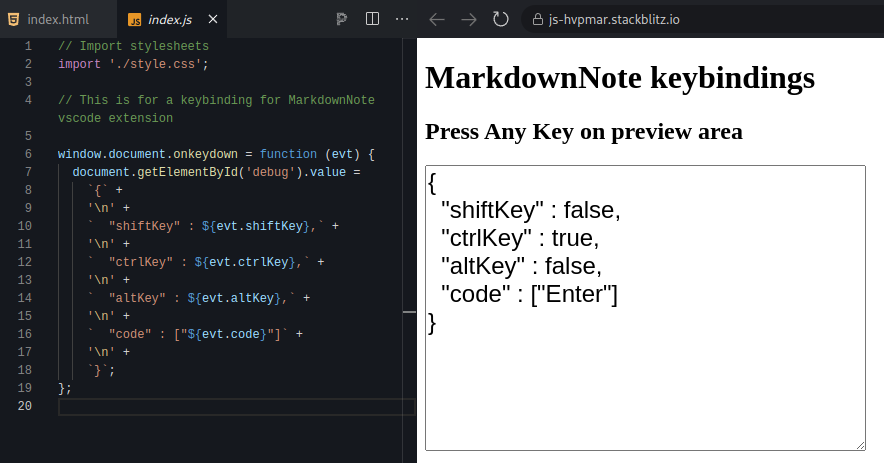 index.html
JS index.js
js-hvpmar.stackblitz.io
1 // Import stylesheets
2 import './style.css';
3
4 // This is for a keybinding for MarkdownNote
vscode extension
5
6 window.document.onkeydown = function (evt) {
7 document.getElementById('debug').value =
8 `{` +
9 '\n' +
10 `  "shiftKey" : ${evt.shiftKey},` +
11 '\n' +
12 `  "ctrlKey" : ${evt.ctrlKey},` +
13 '\n' +
14 `  "altKey" : ${evt.altKey},` +
15 '\n' +
16 `  "code" : ["${evt.code}"]` +
17 '\n' +
18 `}`;
19 };
20
MarkdownNote keybindings
Press Any Key on preview area
{
"shiftKey" : false,
"ctrlKey" : true,
"altKey" : false,
"code" : ["Enter"]
}